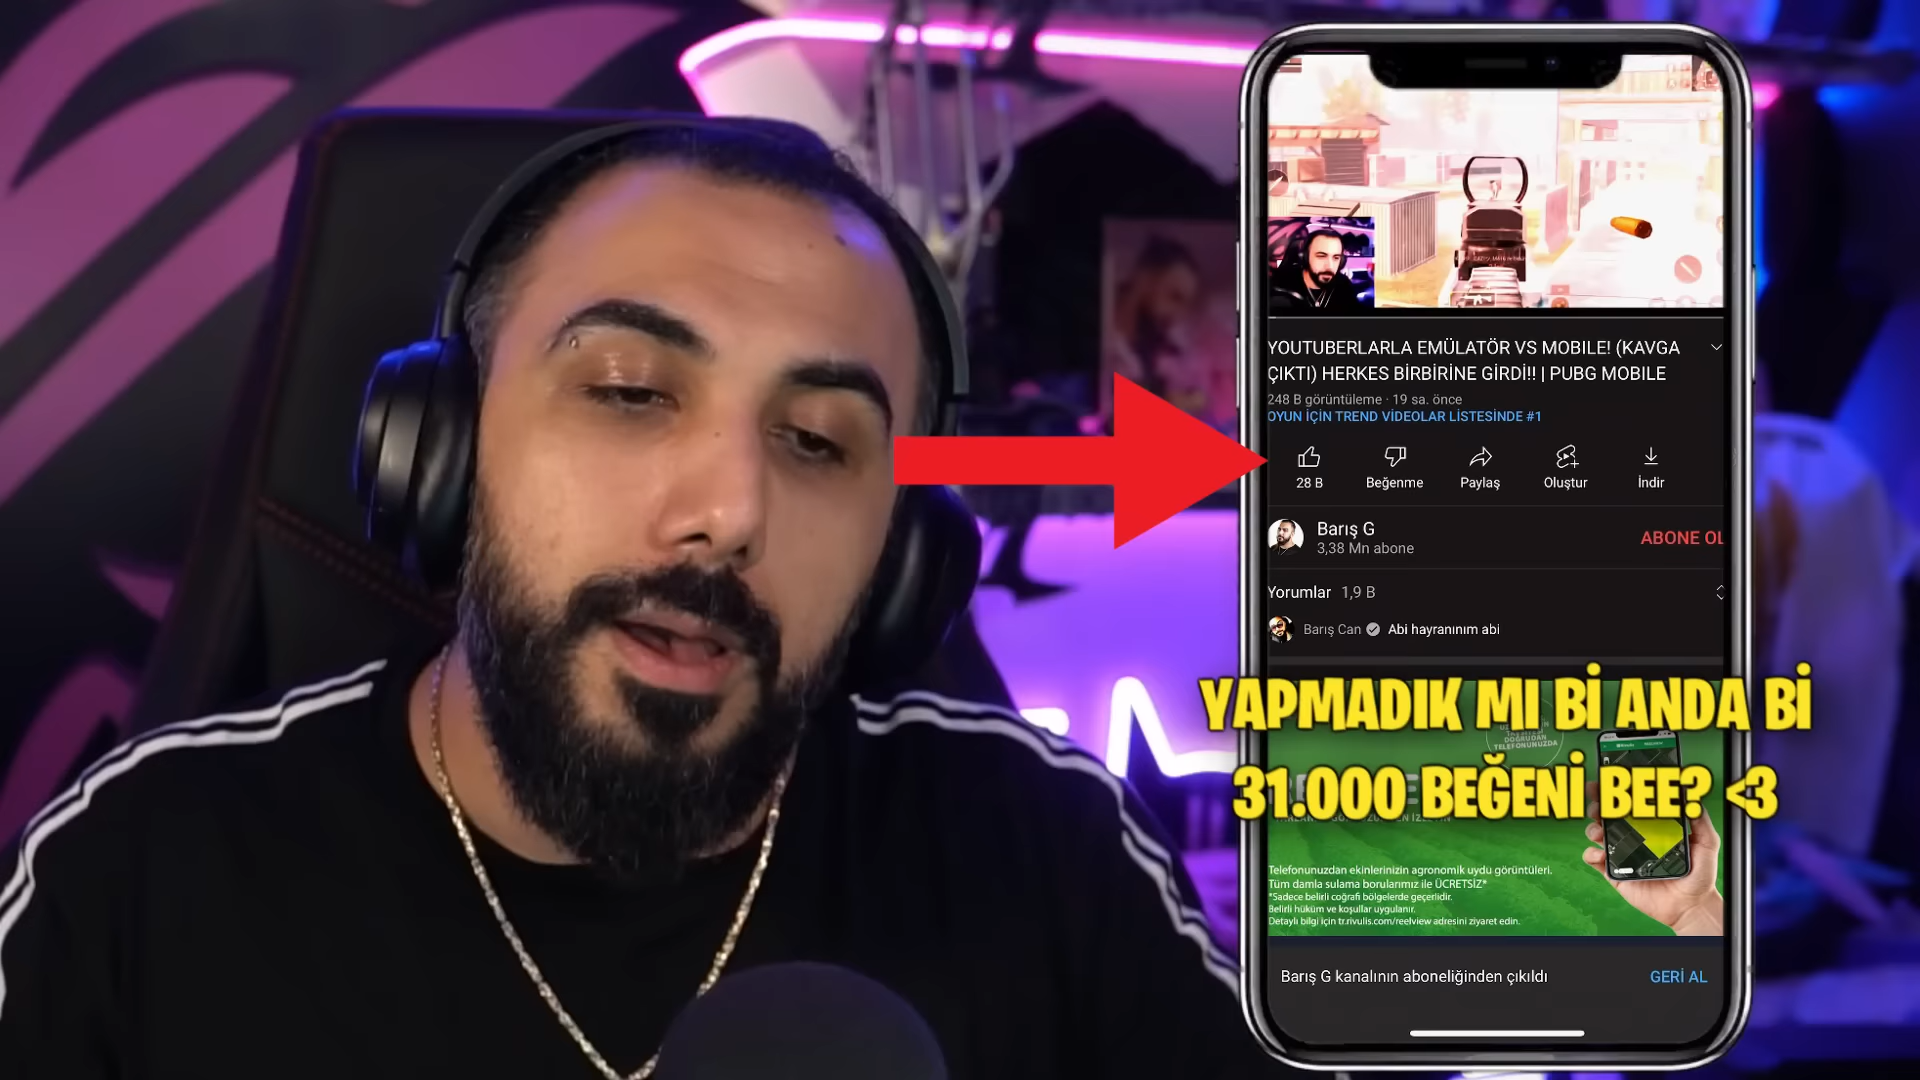 YOUTUBERLARLA EMÜLATÖR VS MOBILE! (KAVGA
ÇIKTI) HERKES BİRBİRİNE GİRDİ!! | PUBG MOBILE
248 B görüntüleme · 19 sa. önce
OYUN İÇİN TREND VİDEOLAR LİSTESİNDE #1
28 B
Beğenme
Paylaş
Oluştur
İndir
Barış G
3,38 Mn abone
ABONE OL
Yorumlar 1,9 B
Barış Can Abi hayranınım abi
YAPMADIK MI Bİ ANDA Bİ
31.000 BEĞENİ BEE? <3
DOĞRUDAN
TELEFONUNUZDA
Telefonunuzdan ekinlerinizin agronomik uydu görüntüleri.
Tüm damla sulama borularımız ile ÜCRETSİZ*
*Sadece belirli coğrafi bölgelerde geçerlidir.
Belirli hüküm ve koşullar uygulanır.
Detaylı bilgi için tr.rivulis.com/reelview adresini ziyaret edin.
Barış G kanalının aboneliğinden çıkıldı
GERİ AL